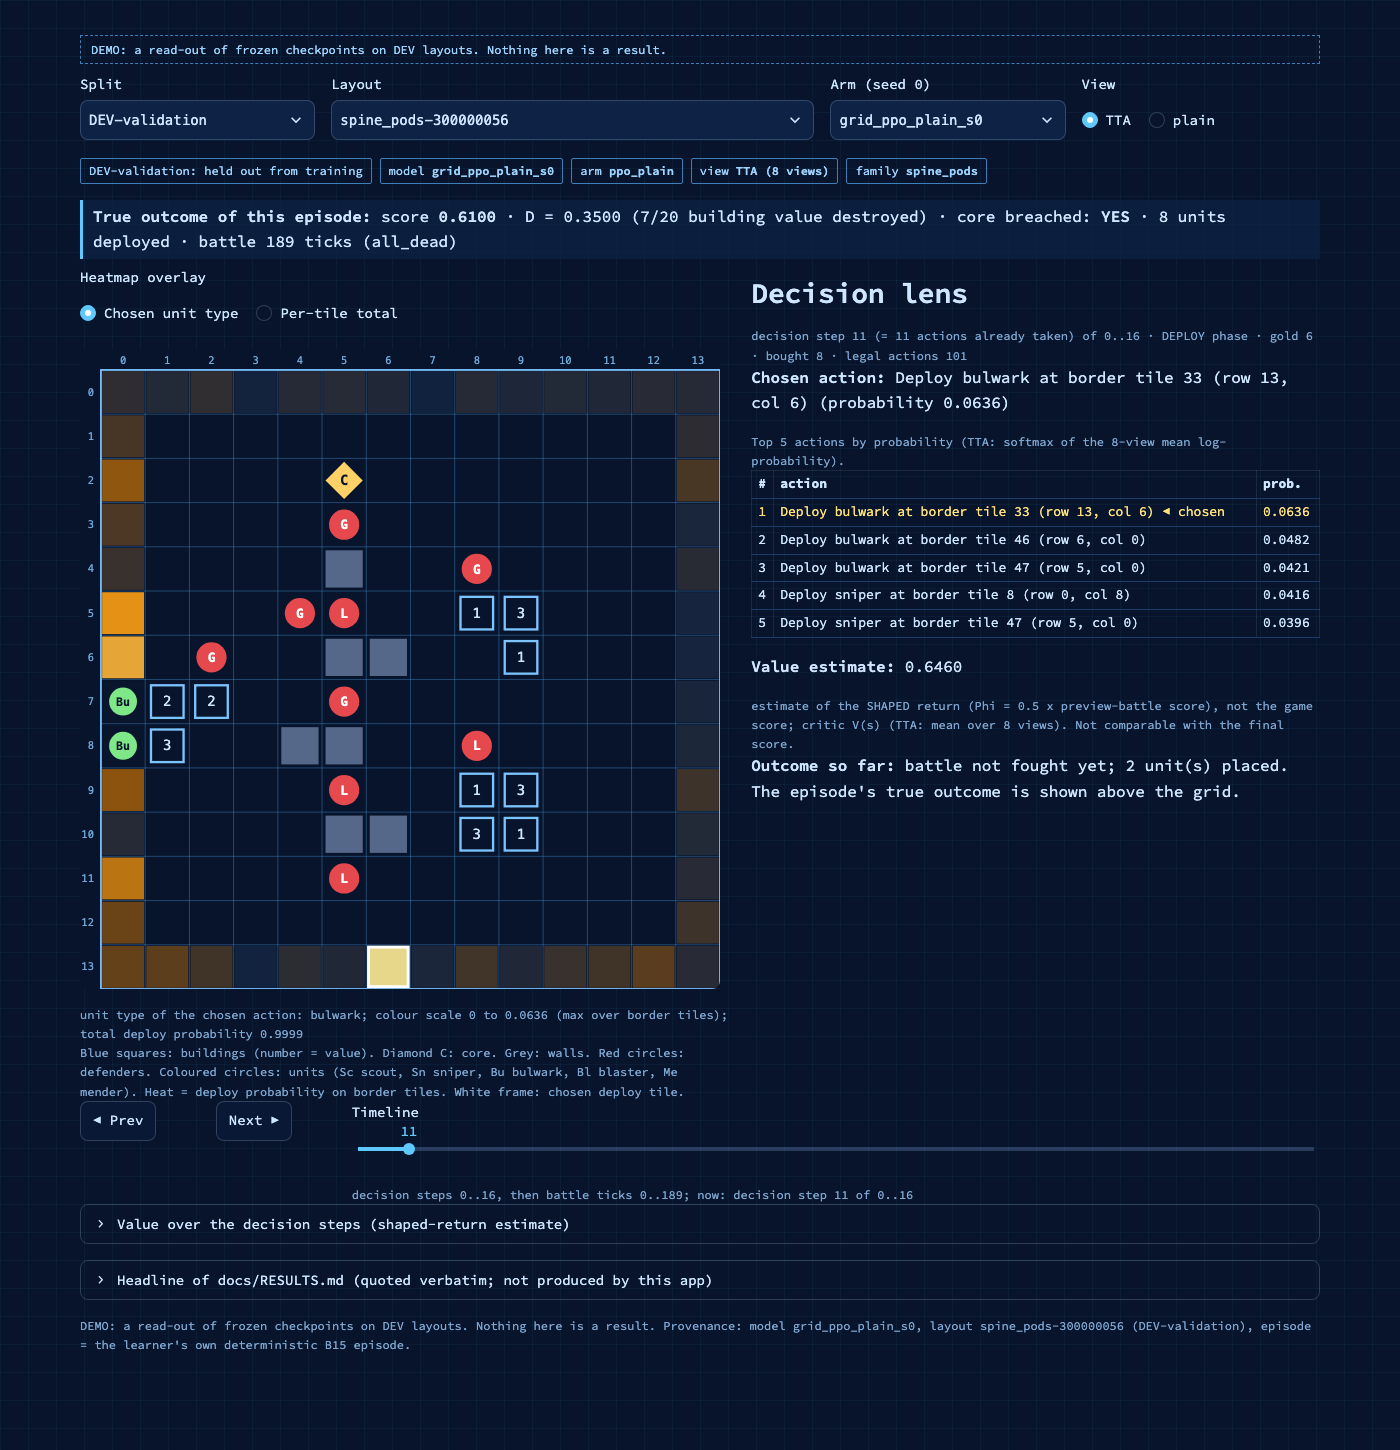 DEMO: a read-out of frozen checkpoints on DEV layouts. Nothing here is a result.
Split
Layout
Arm (seed 0)
View
DEV-validation
spine_pods-300000056
grid_ppo_plain_s0
TTA
plain
DEV-validation: held out from training
model grid_ppo_plain_s0
arm ppo_plain
view TTA (8 views)
family spine_pods
True outcome of this episode: score 0.6100 · D = 0.3500 (7/20 building value destroyed) · core breached: YES · 8 units
deployed · battle 189 ticks (all_dead)
Heatmap overlay
Chosen unit type
Per-tile total
0 1 2 3 4 5 6 7 8 9 10 11 12 13
0
1
2 C
3 G
4 G
5 G L 1 3
6 G 1
7 Bu 2 2 G
8 Bu 3 L
9 L 1 3
10 3 1
11 L
12
13
unit type of the chosen action: bulwark; colour scale 0 to 0.0636 (max over border tiles);
total deploy probability 0.9999
Blue squares: buildings (number = value). Diamond C: core. Grey: walls. Red circles:
defenders. Coloured circles: units (Sc scout, Sn sniper, Bu bulwark, Bl blaster, Me
mender). Heat = deploy probability on border tiles. White frame: chosen deploy tile.
Decision lens
decision step 11 (= 11 actions already taken) of 0..16 · DEPLOY phase · gold 6
· bought 8 · legal actions 101
Chosen action: Deploy bulwark at border tile 33 (row 13,
col 6) (probability 0.0636)
Top 5 actions by probability (TTA: softmax of the 8-view mean log-
probability).
# action prob.
1 Deploy bulwark at border tile 33 (row 13, col 6) ◄ chosen 0.0636
2 Deploy bulwark at border tile 46 (row 6, col 0) 0.0482
3 Deploy bulwark at border tile 47 (row 5, col 0) 0.0421
4 Deploy sniper at border tile 8 (row 0, col 8) 0.0416
5 Deploy sniper at border tile 47 (row 5, col 0) 0.0396
Value estimate: 0.6460
estimate of the SHAPED return (Phi = 0.5 x preview-battle score), not the game
score; critic V(s) (TTA: mean over 8 views). Not comparable with the final
score.
Outcome so far: battle not fought yet; 2 unit(s) placed.
The episode's true outcome is shown above the grid.
◄ Prev
Next ►
Timeline
11
decision steps 0..16, then battle ticks 0..189; now: decision step 11 of 0..16
Value over the decision steps (shaped-return estimate)
Headline of docs/RESULTS.md (quoted verbatim; not produced by this app)
DEMO: a read-out of frozen checkpoints on DEV layouts. Nothing here is a result. Provenance: model grid_ppo_plain_s0, layout spine_pods-300000056 (DEV-validation), episode
= the learner's own deterministic B15 episode.